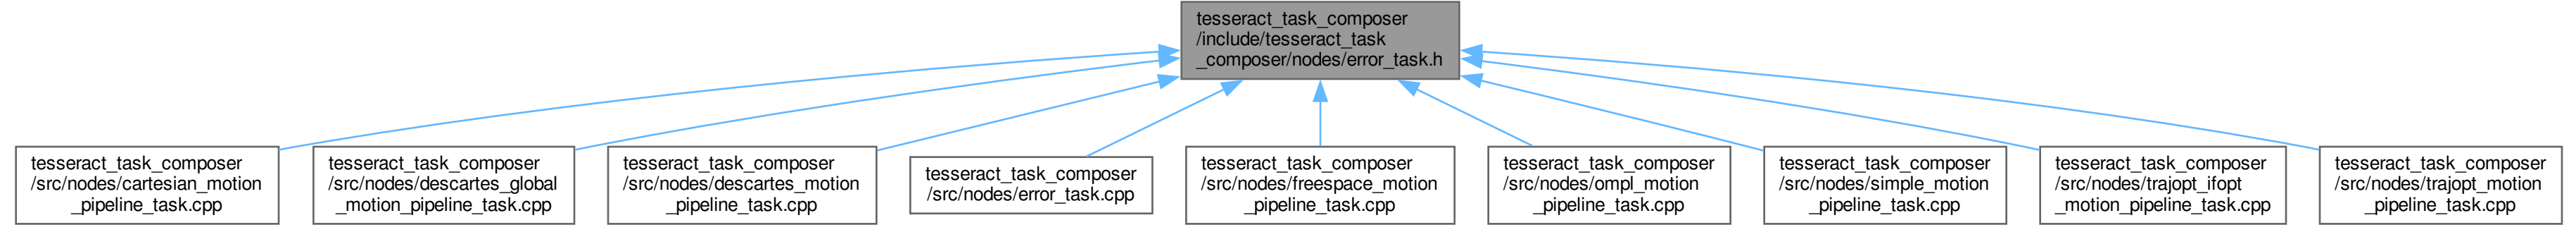 tesseract_task_composer
/include/tesseract_task
_composer/nodes/error_task.h
tesseract_task_composer
/src/nodes/cartesian_motion
_pipeline_task.cpp
tesseract_task_composer
/src/nodes/descartes_global
_motion_pipeline_task.cpp
tesseract_task_composer
/src/nodes/descartes_motion
_pipeline_task.cpp
tesseract_task_composer
/src/nodes/error_task.cpp
tesseract_task_composer
/src/nodes/freespace_motion
_pipeline_task.cpp
tesseract_task_composer
/src/nodes/ompl_motion
_pipeline_task.cpp
tesseract_task_composer
/src/nodes/simple_motion
_pipeline_task.cpp
tesseract_task_composer
/src/nodes/trajopt_ifopt
_motion_pipeline_task.cpp
tesseract_task_composer
/src/nodes/trajopt_motion
_pipeline_task.cpp